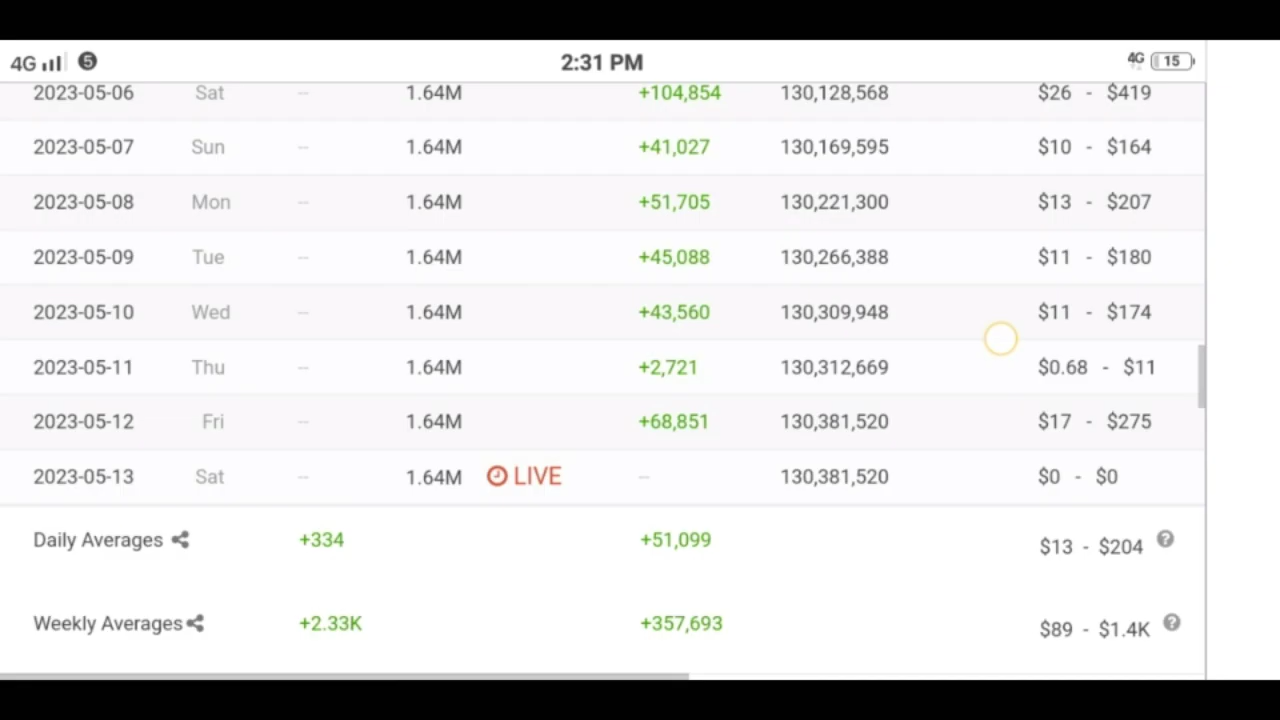 4G 5 2:31 PM 4G 15
2023-05-06 Sat -- 1.64M +104,854 130,128,568 $26 - $419
2023-05-07 Sun -- 1.64M +41,027 130,169,595 $10 - $164
2023-05-08 Mon -- 1.64M +51,705 130,221,300 $13 - $207
2023-05-09 Tue -- 1.64M +45,088 130,266,388 $11 - $180
2023-05-10 Wed -- 1.64M +43,560 130,309,948 $11 - $174
2023-05-11 Thu -- 1.64M +2,721 130,312,669 $0.68 - $11
2023-05-12 Fri -- 1.64M +68,851 130,381,520 $17 - $275
2023-05-13 Sat -- 1.64M LIVE -- 130,381,520 $0 - $0
Daily Averages +334 +51,099 $13 - $204 ?
Weekly Averages +2.33K +357,693 $89 - $1.4K ?